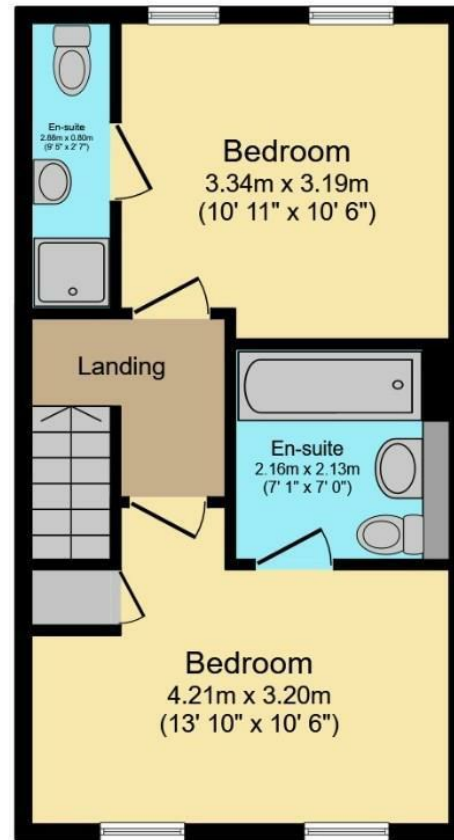 En-suite
2.88m x 0.80m
(9' 5" x 2' 7")
Bedroom
3.34m x 3.19m
(10' 11" x 10' 6")
Landing
En-suite
2.16m x 2.13m
(7' 1" x 7' 0")
Bedroom
4.21m x 3.20m
(13' 10" x 10' 6")